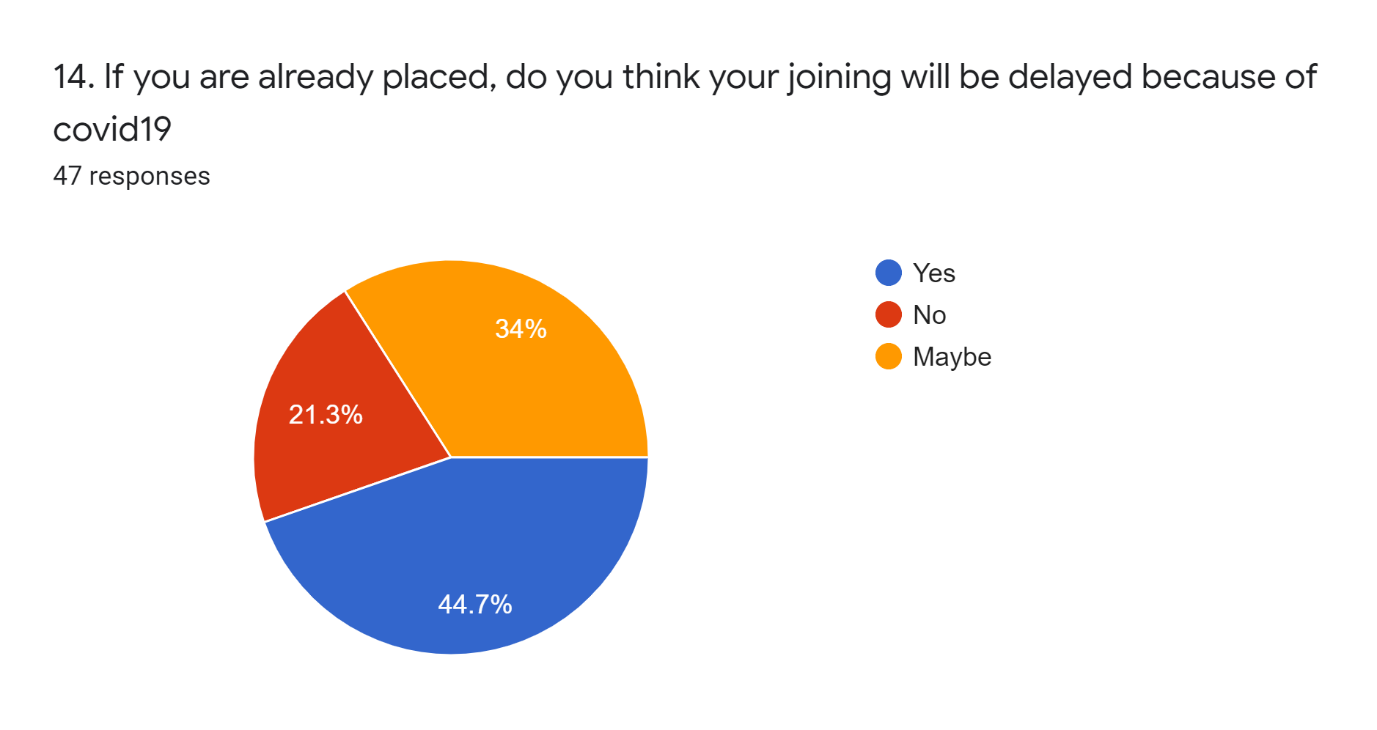 14. If you are already placed, do you think your joining will be delayed because of
covid19
47 responses
Yes
No
Maybe
34%
21.3%
44.7%